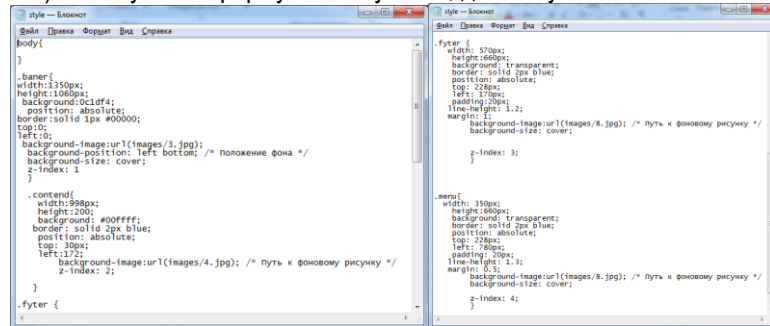 style — Блокнот
Файл Правка Формат Вид Справка
body{
}
.baner{
width:1350px;
height:1060px;
background:0c1df4;
position: absolute;
border:solid 1px #00000;
top:0;
left:0;
background-image:url(images/3.jpg);
background-position: left bottom; /* Положение фона */
background-size: cover;
z-index: 1
}
.contend{
width:998px;
height:200;
background: #00ffff;
border: solid 2px blue;
position: absolute;
top: 30px;
left:172;
background-image:url(images/4.jpg); /* Путь к фоновому рисунку */
z-index: 2;
}
.fyter {
style — Блокнот
Файл Правка Формат Вид Справка
.fyter {
width: 570px;
height:660px;
background: transparent;
border: solid 2px blue;
position: absolute;
top: 228px;
left: 170px;
padding:20px;
line-height: 1.2;
margin: 1;
background-image:url(images/8.jpg); /* Путь к фоновому рисунку */
background-size: cover;
z-index: 3;
}
.menu{
width: 350px;
height:660px;
background: transparent;
border: solid 2px blue;
position: absolute;
top: 228px;
left: 780px;
padding: 20px;
line-height: 1.3;
margin: 0.5;
background-image:url(images/8.jpg); /* Путь к фоновому рисунку */
background-size: cover;
z-index: 4;
}